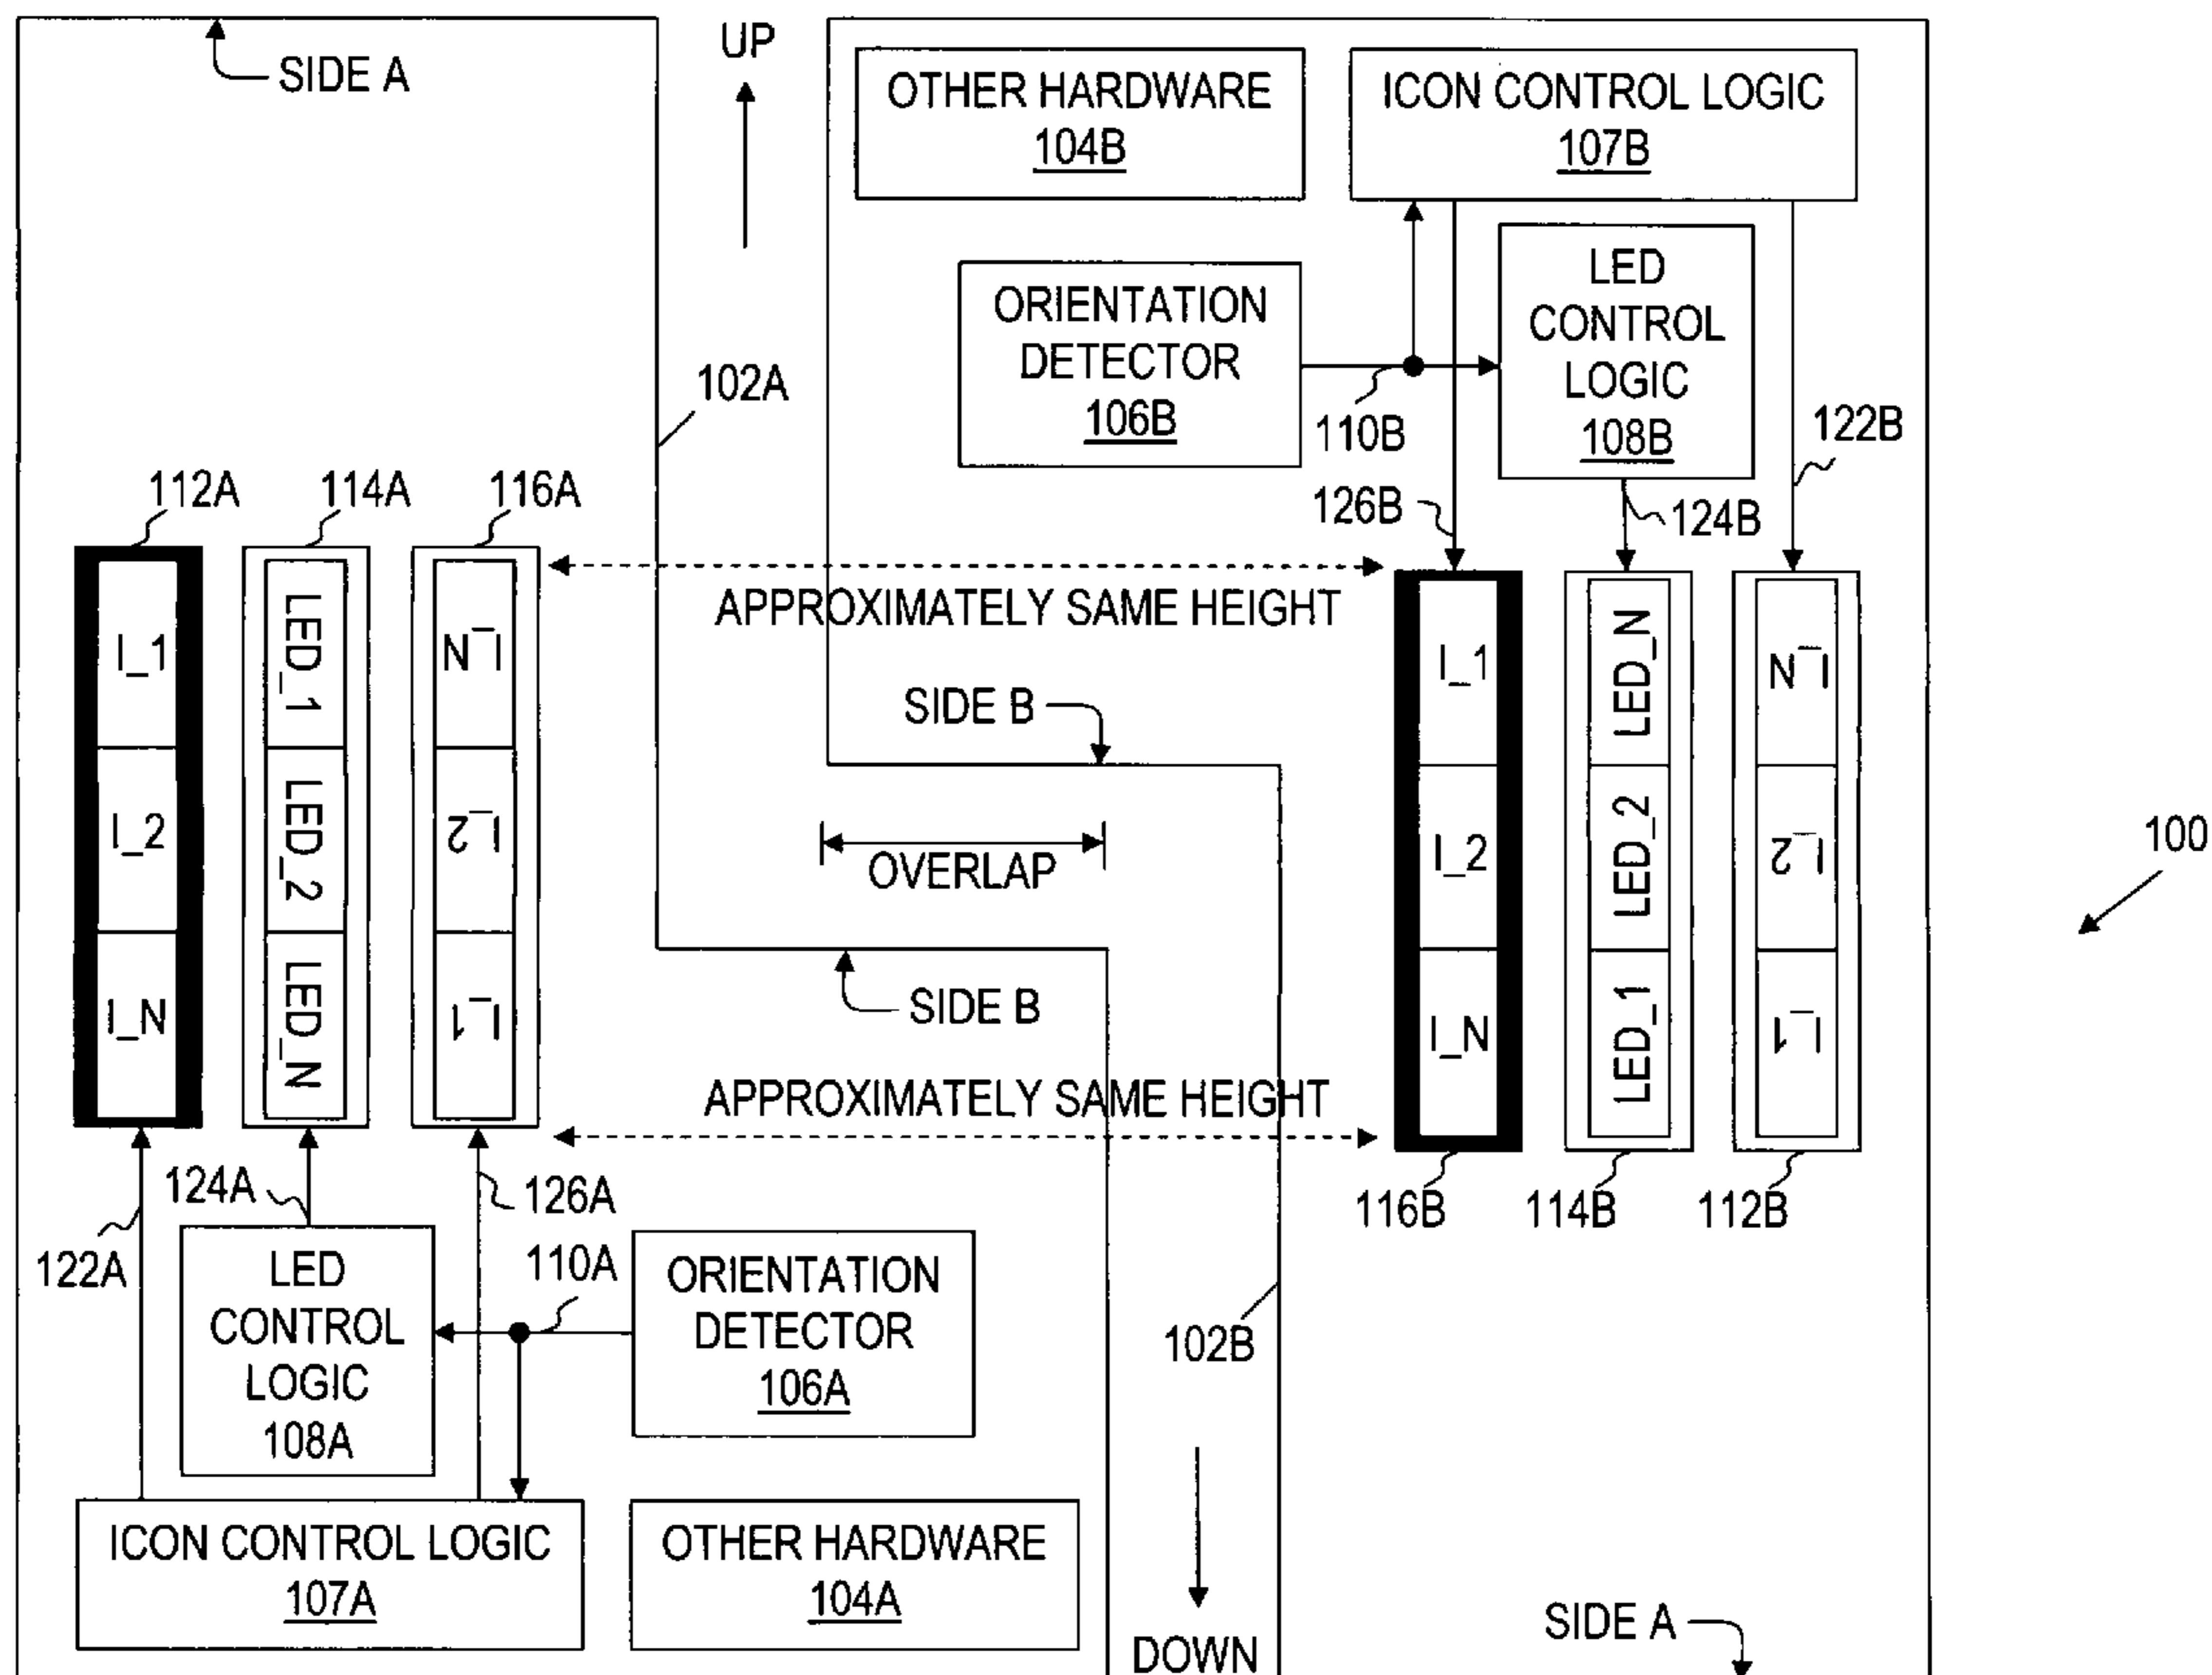 SIDE A
UP
OTHER HARDWARE
104B
ICON CONTROL LOGIC
107B
ORIENTATION
DETECTOR
106B
LED
CONTROL
LOGIC
108B
102A
110B
122B
112A
114A
116A
126B
124B
I_1
I_2
I_N
LED_1
LED_2
LED_N
I_N
I_2
I_1
APPROXIMATELY SAME HEIGHT
I_1
I_2
I_N
LED_N
LED_2
LED_1
I_N
I_2
I_1
SIDE B
OVERLAP
100
SIDE B
APPROXIMATELY SAME HEIGHT
124A
126A
116B
114B
112B
122A
LED
CONTROL
LOGIC
108A
110A
ORIENTATION
DETECTOR
106A
102B
ICON CONTROL LOGIC
107A
OTHER HARDWARE
104A
DOWN
SIDE A